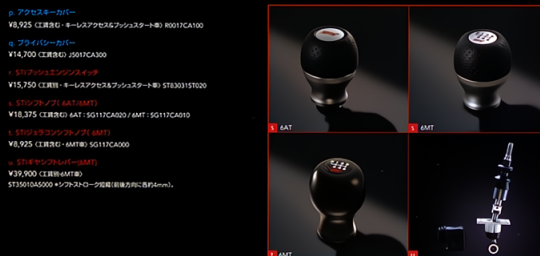 p. アクセスキーカバー
¥8,925 (工賃含む・キーレスアクセス&プッシュスタート車) R0017CA100
q. プライバシーカバー
¥14,700 (工賃含む) J5017CA300
r. STIプッシュエンジンスイッチ
¥15,750 (工賃別・キーレスアクセス&プッシュスタート車) ST83031ST020
s. STIシフトノブ( 6AT/6MT)
¥18,375 (工賃含む) 6AT : SG117CA020 / 6MT : SG117CA010
t. STIジュラコンシフトノブ( 6MT)
¥8,925 (工賃含む・6MT車) SG117CA000
u. STIギヤシフトレバー(6MT)
¥39,900 (工賃別・6MT車)
ST35010AS000 *シフトストローク短縮(前後方向に各約4mm)。
s 6AT
s 6MT
t 6MT
u